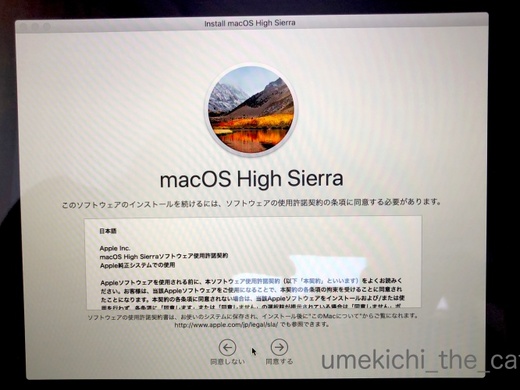 Install macOS High Sierra
macOS High Sierra
このソフトウェアのインストールを続けるには、ソフトウェアの使用許諾契約の条項に同意する必要があります。
日本語
Apple Inc.
macOS High Sierraソフトウェア使用許諾契約
Apple純正システムでの使用
Appleソフトウェアを使用される前に、本ソフトウェア使用許諾契約（以下「本契約」といいます）をよくお読みく
ださい。お客様は、当該Appleソフトウェアをご使用になることで、本契約の各条項の拘束を受けることに同意され
たことになります。本契約の各条項に同意されない場合は、当該Appleソフトウェアをインストールおよび/または使
ソフトウェアの使用許諾契約書は、お使いのシステムに保存され、インストール後に"このMacについて"からご覧になれます。
http://www.apple.com/jp/legal/sla/ でも参照できます。
同意しない
同意する
umekichi_the_ca